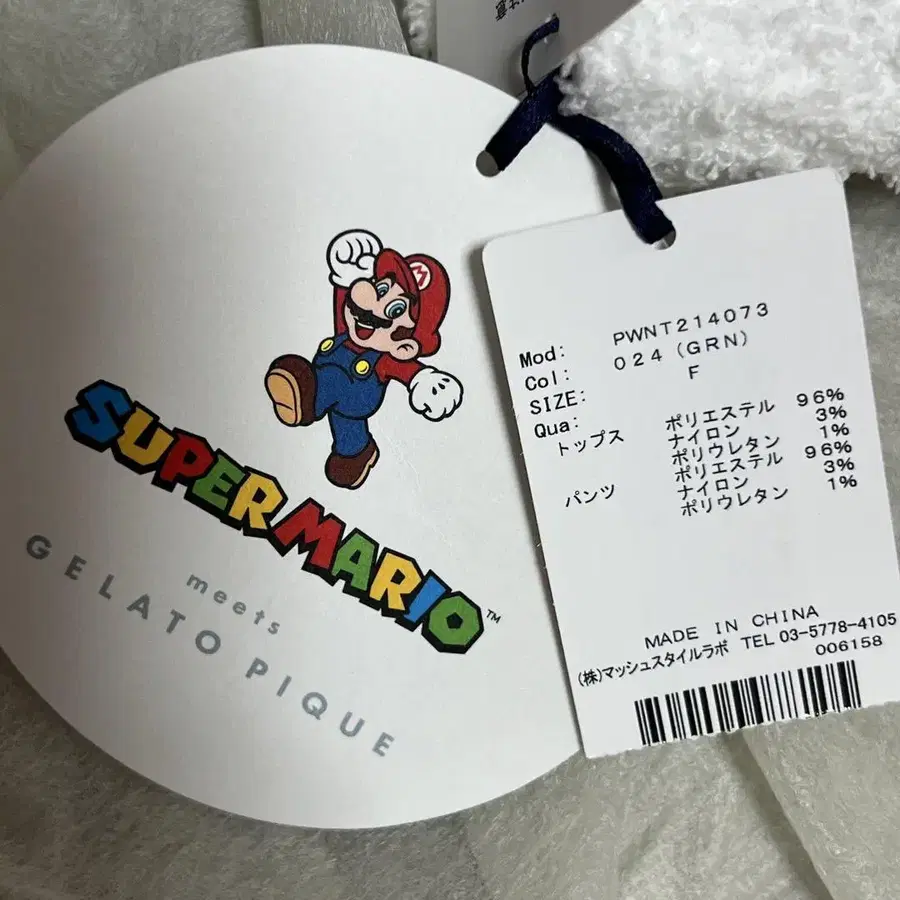 M
SUPER MARIO™
meets
GELATO PIQUE
Mod: PWNT214073
Col: 024 (GRN)
SIZE: F
Qua:
トップス ポリエステル 96%
ナイロン 3%
ポリウレタン 1%
パンツ ポリエステル 96%
ナイロン 3%
ポリウレタン 1%
MADE IN CHINA
(株)マッシュスタイルラボ TEL 03-5778-4105
006158